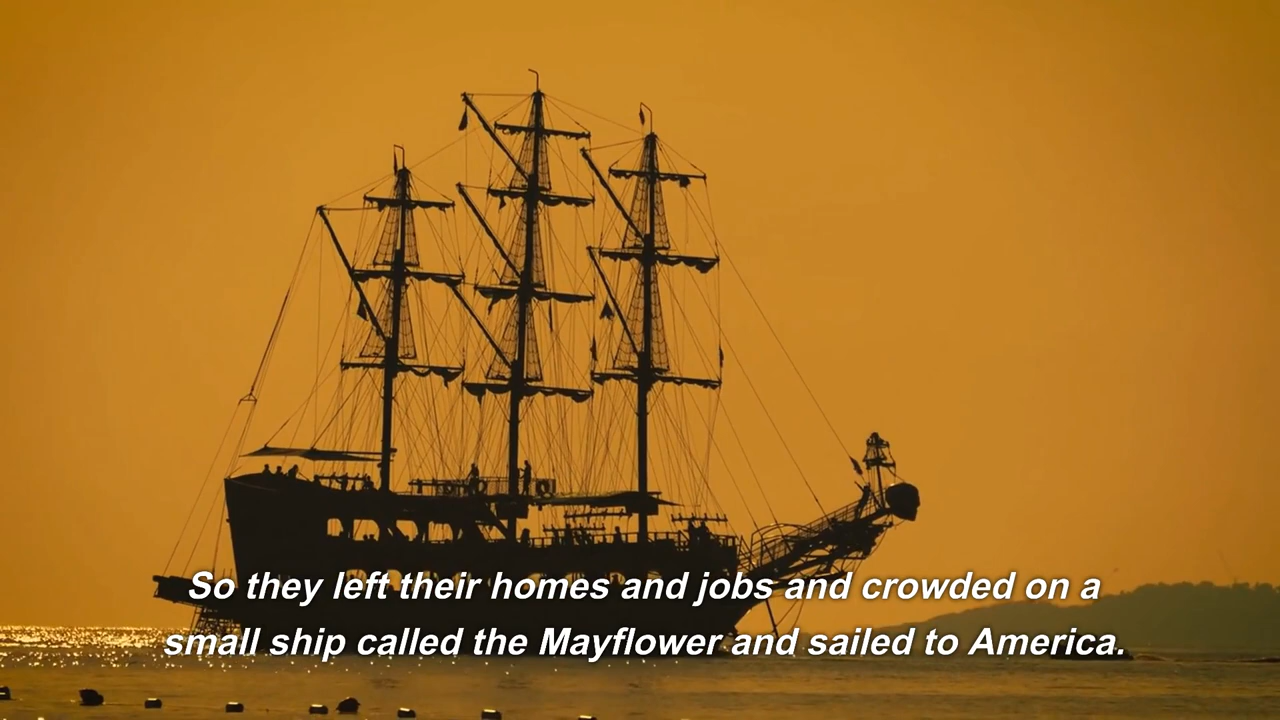 So they left their homes and jobs and crowded on a
small ship called the Mayflower and sailed to America.